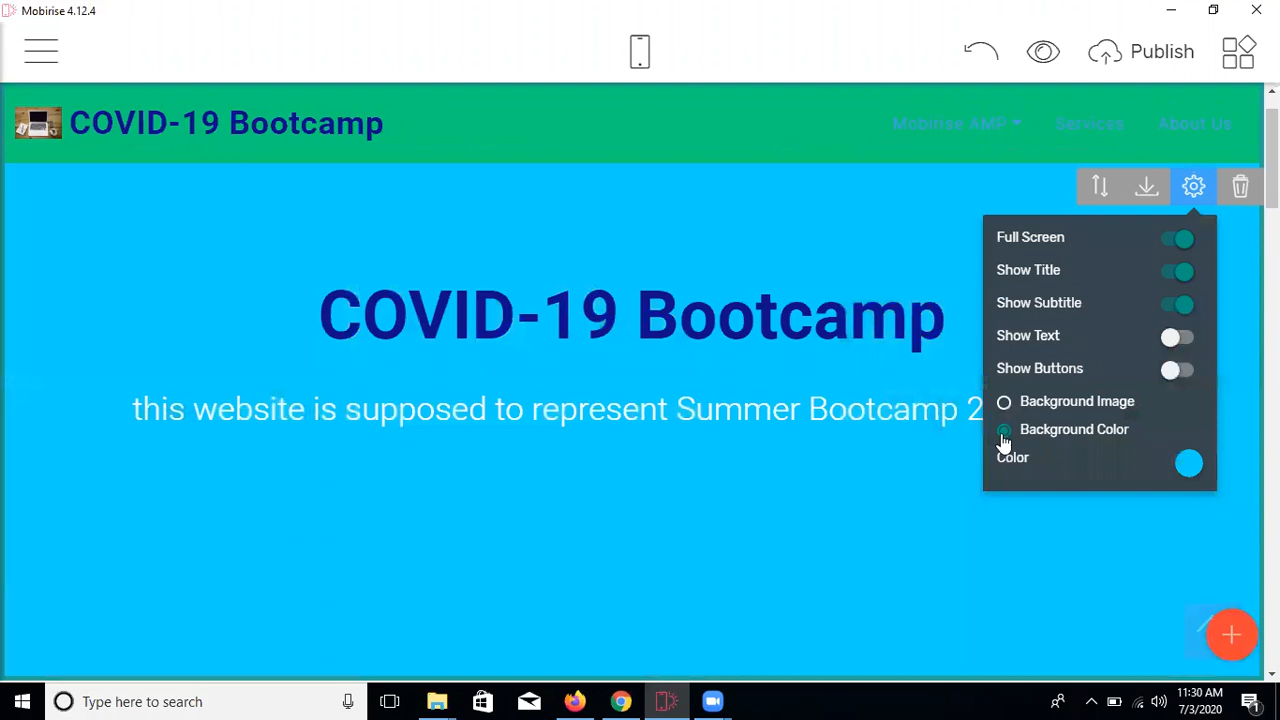 Mobirise 4.12.4
Publish
COVID-19 Bootcamp
Mobirise AMP
Services
About Us
Full Screen
Show Title
COVID-19 Bootcamp
Show Subtitle
Show Text
Show Buttons
this website is supposed to represent Summer Bootcamp 2
Background Image
Background Color
Color
Type here to search
11:30 AM
7/3/2020